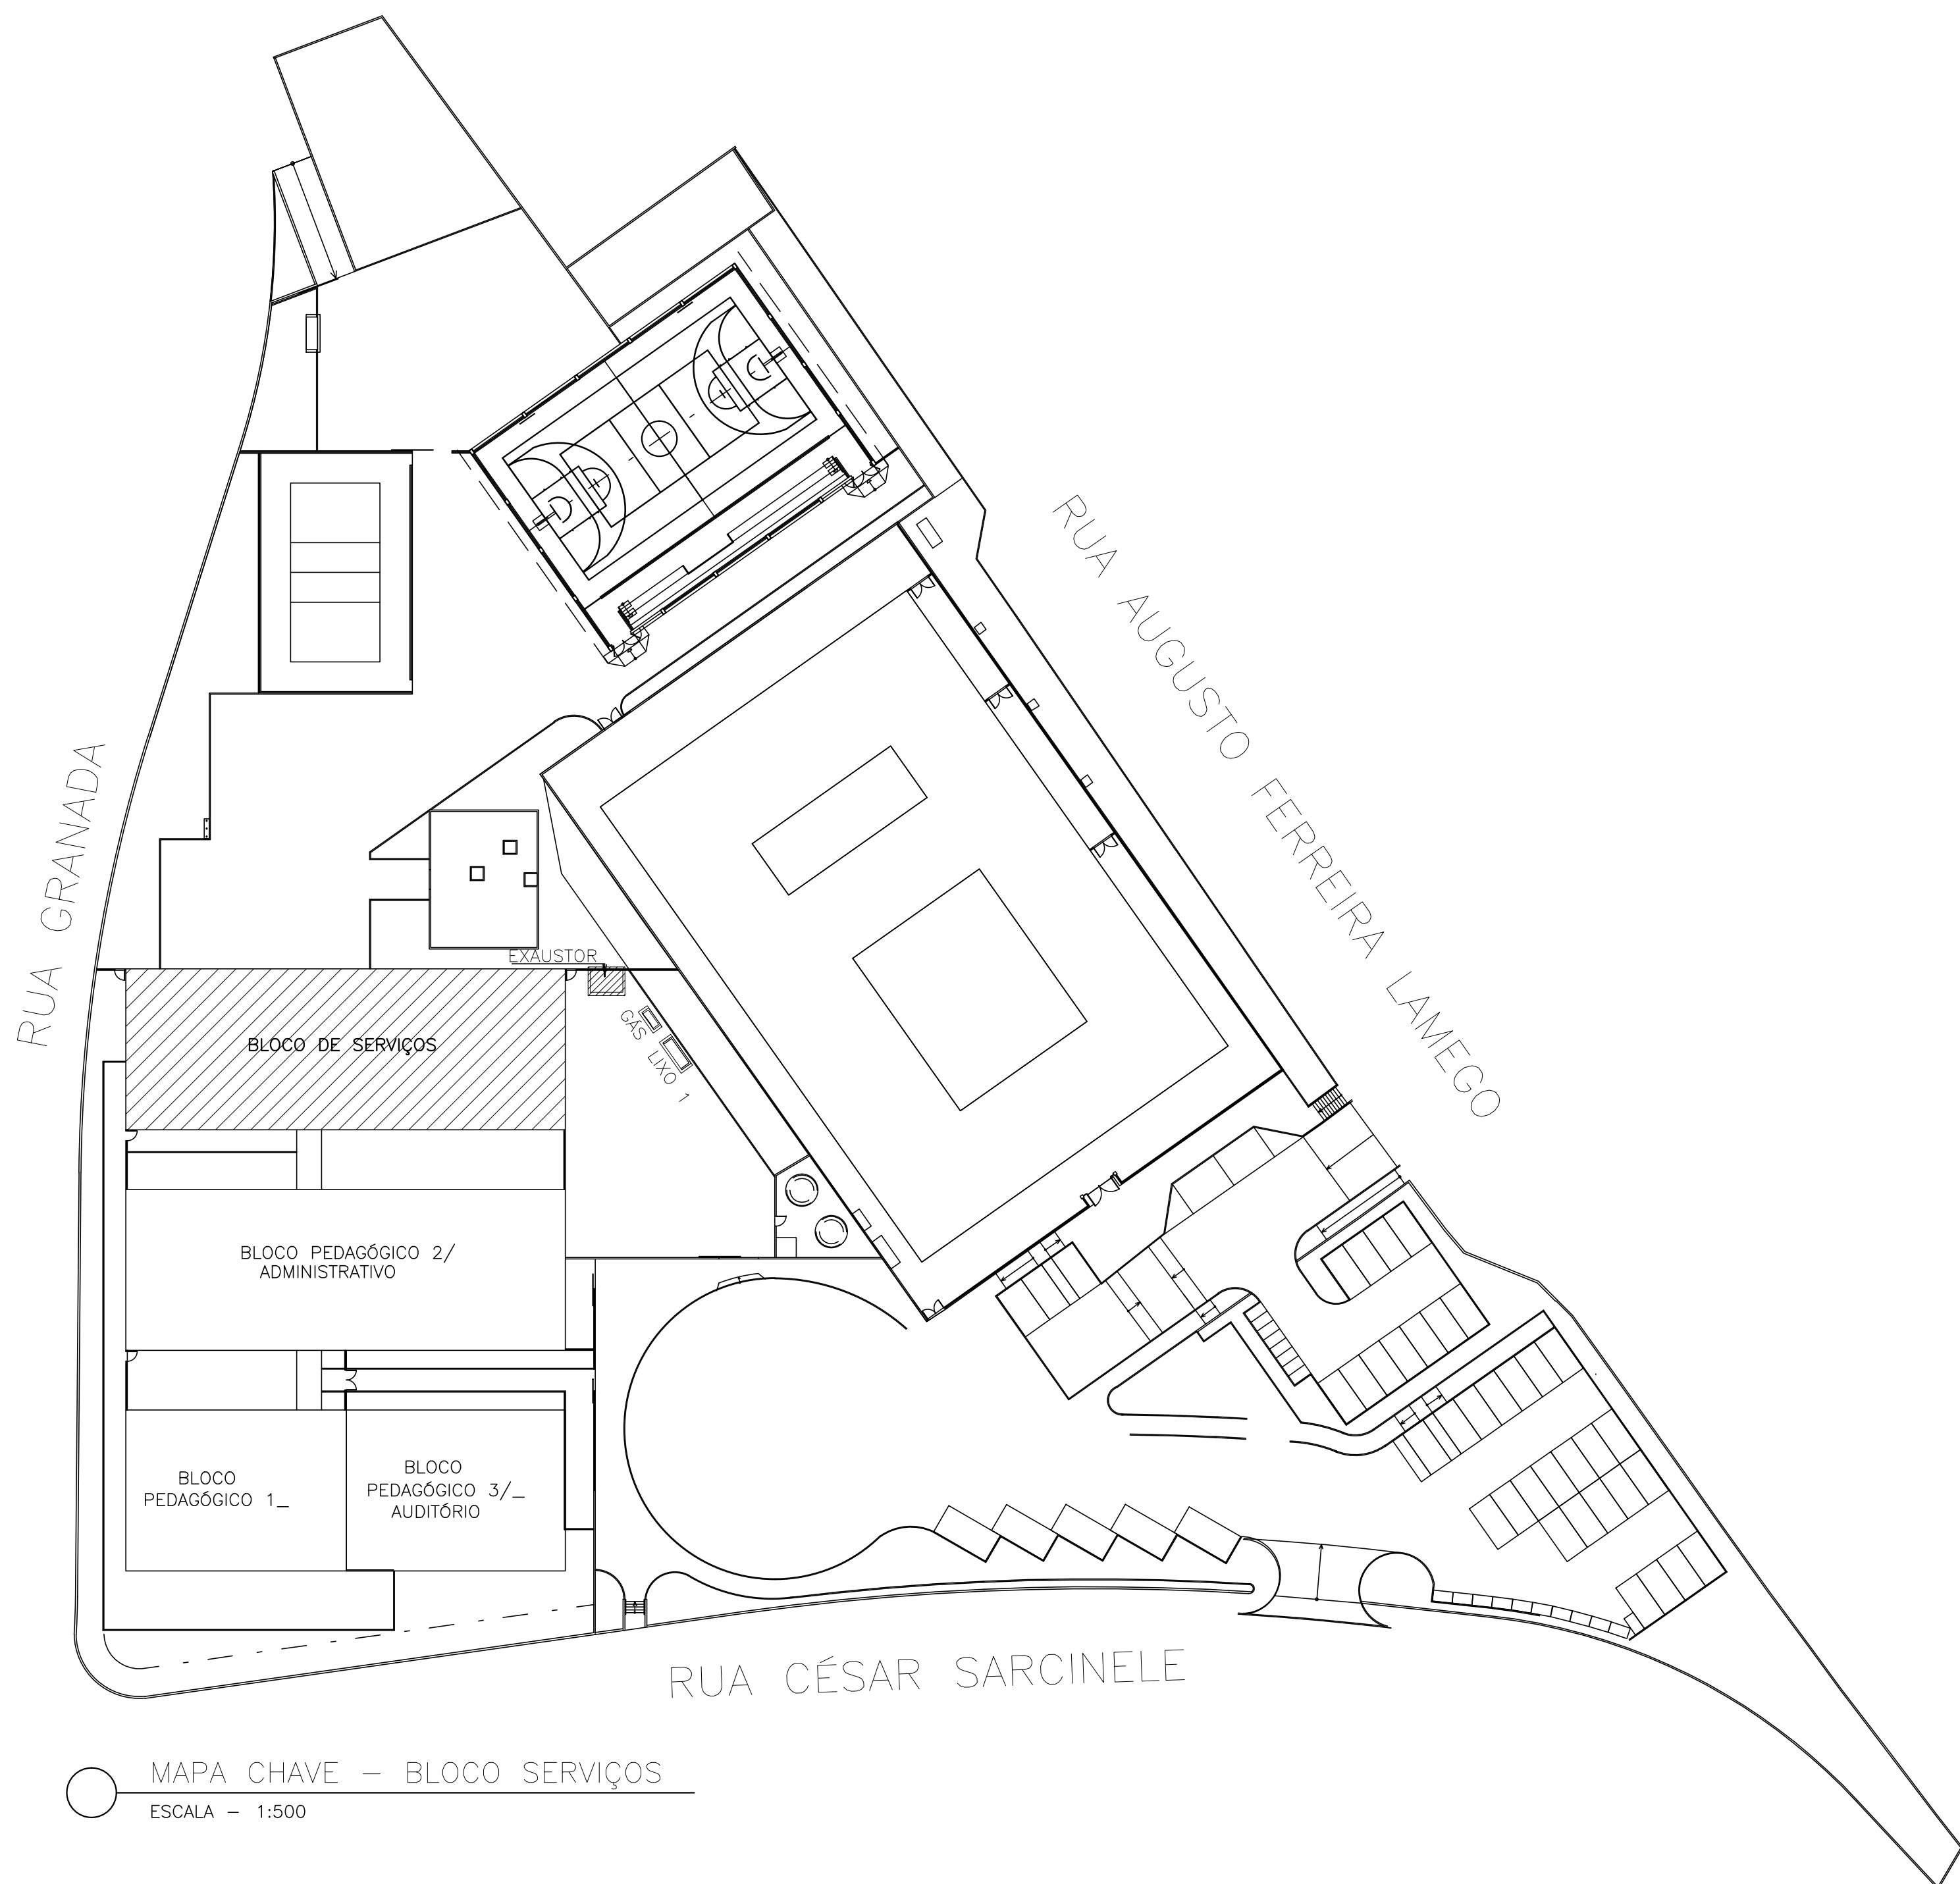 RUA GRANADA
RUA AUGUSTO FERREIRA LAMEGO
EXAUSTOR
GÁS
LIXO 1
BLOCO DE SERVIÇOS
BLOCO PEDAGÓGICO 2/
ADMINISTRATIVO
BLOCO
PEDAGÓGICO 1_
BLOCO
PEDAGÓGICO 3/_
AUDITÓRIO
RUA CÉSAR SARCINELE
MAPA CHAVE – BLOCO SERVIÇOS
ESCALA – 1:500